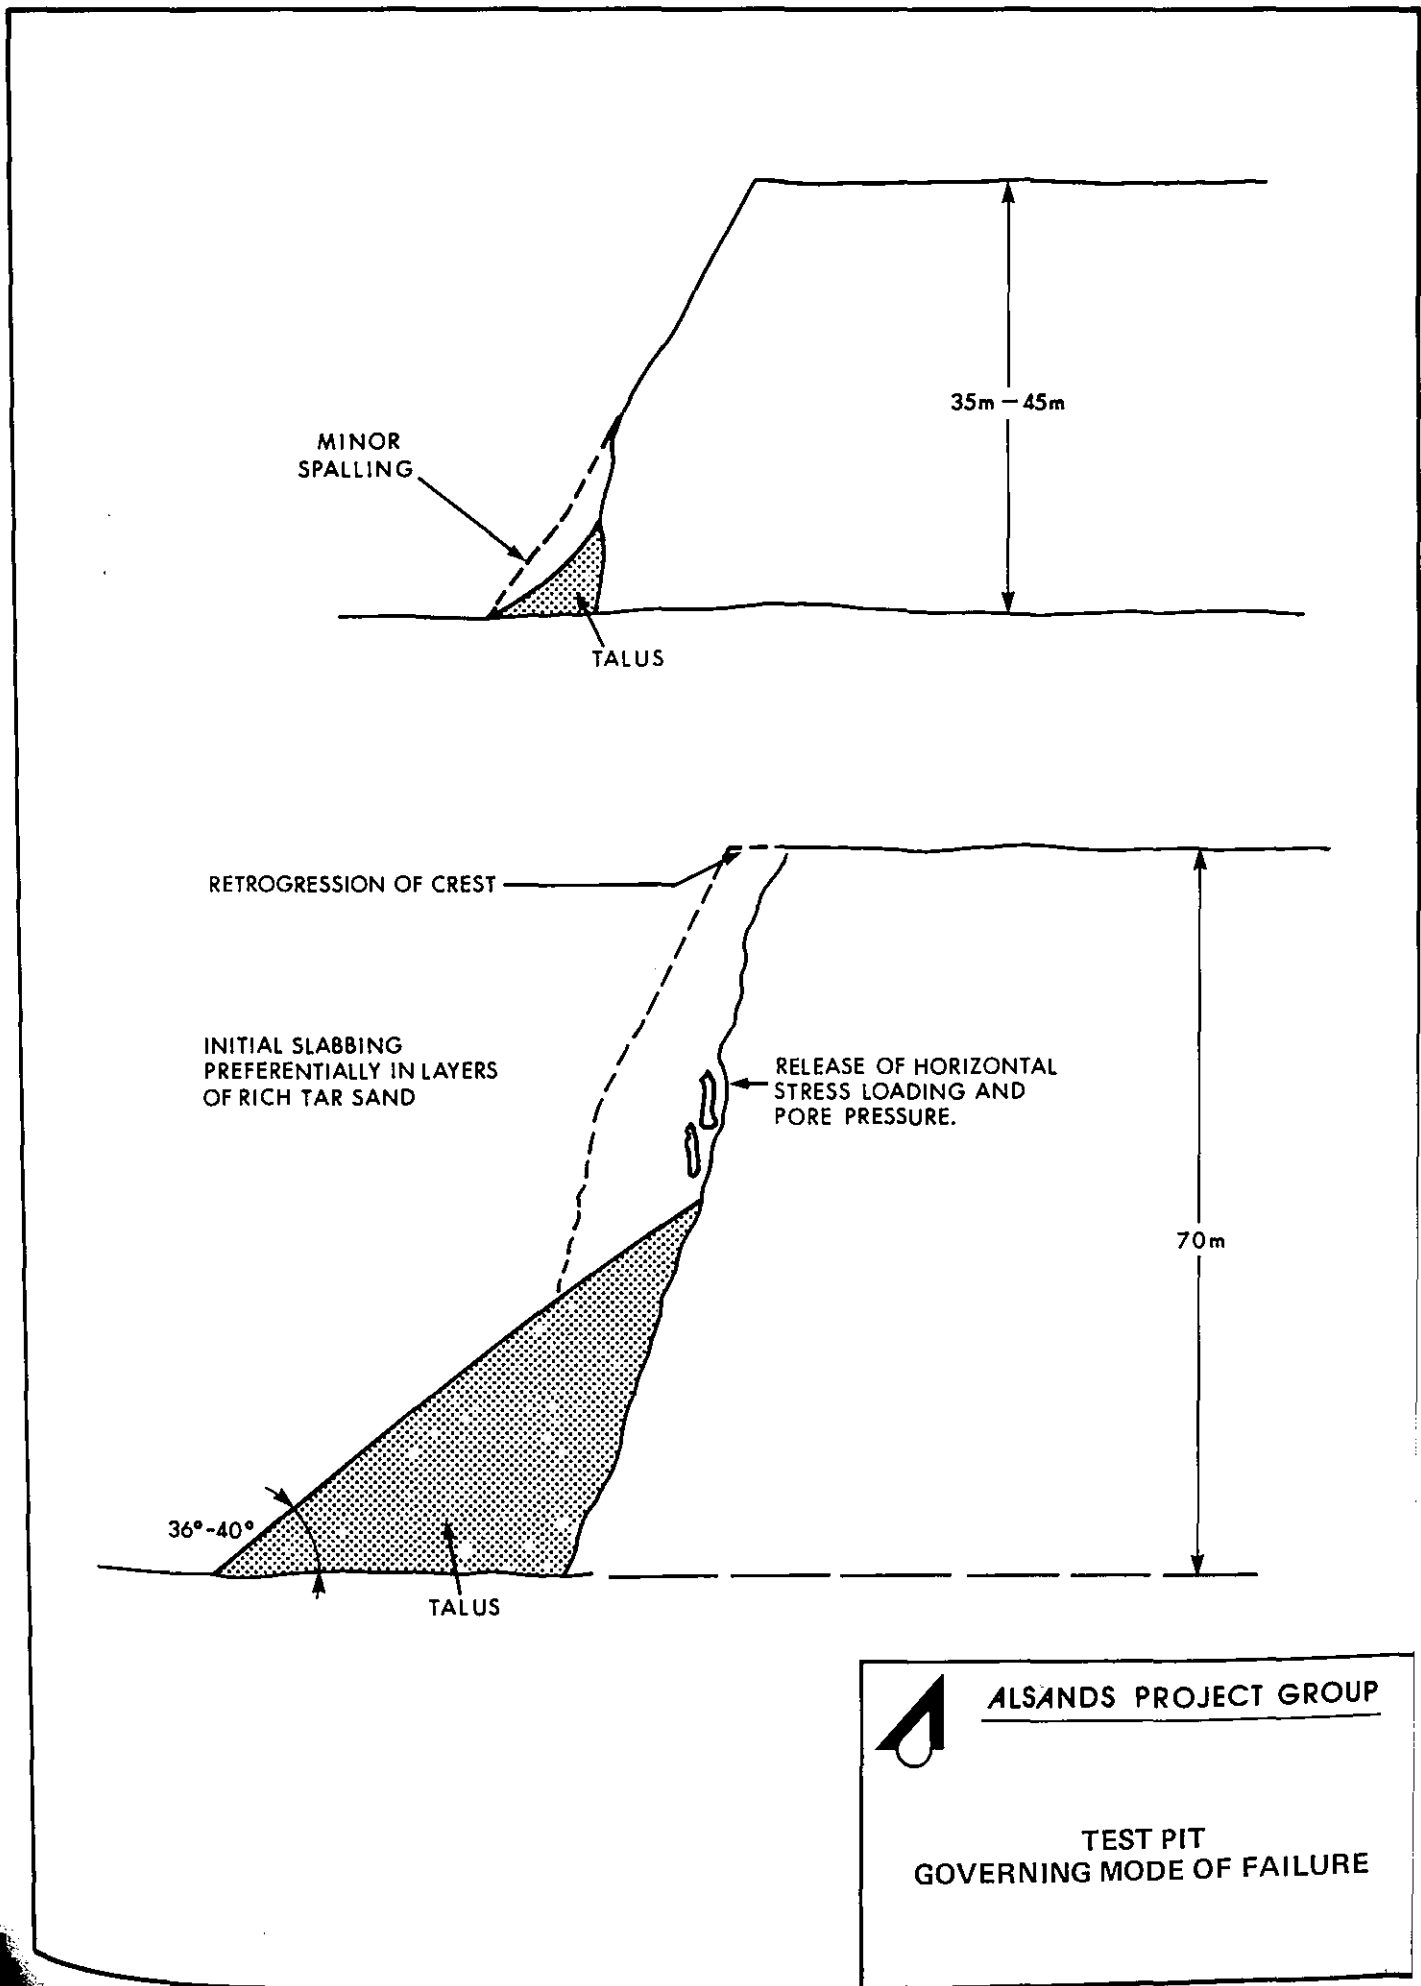 35m – 45m
MINOR
SPALLING
TALUS
RETROGRESSION OF CREST
INITIAL SLABBING
PREFERENTIALLY IN LAYERS
OF RICH TAR SAND
RELEASE OF HORIZONTAL
STRESS LOADING AND
PORE PRESSURE.
70m
36°-40°
TALUS
ALSANDS PROJECT GROUP
TEST PIT
GOVERNING MODE OF FAILURE